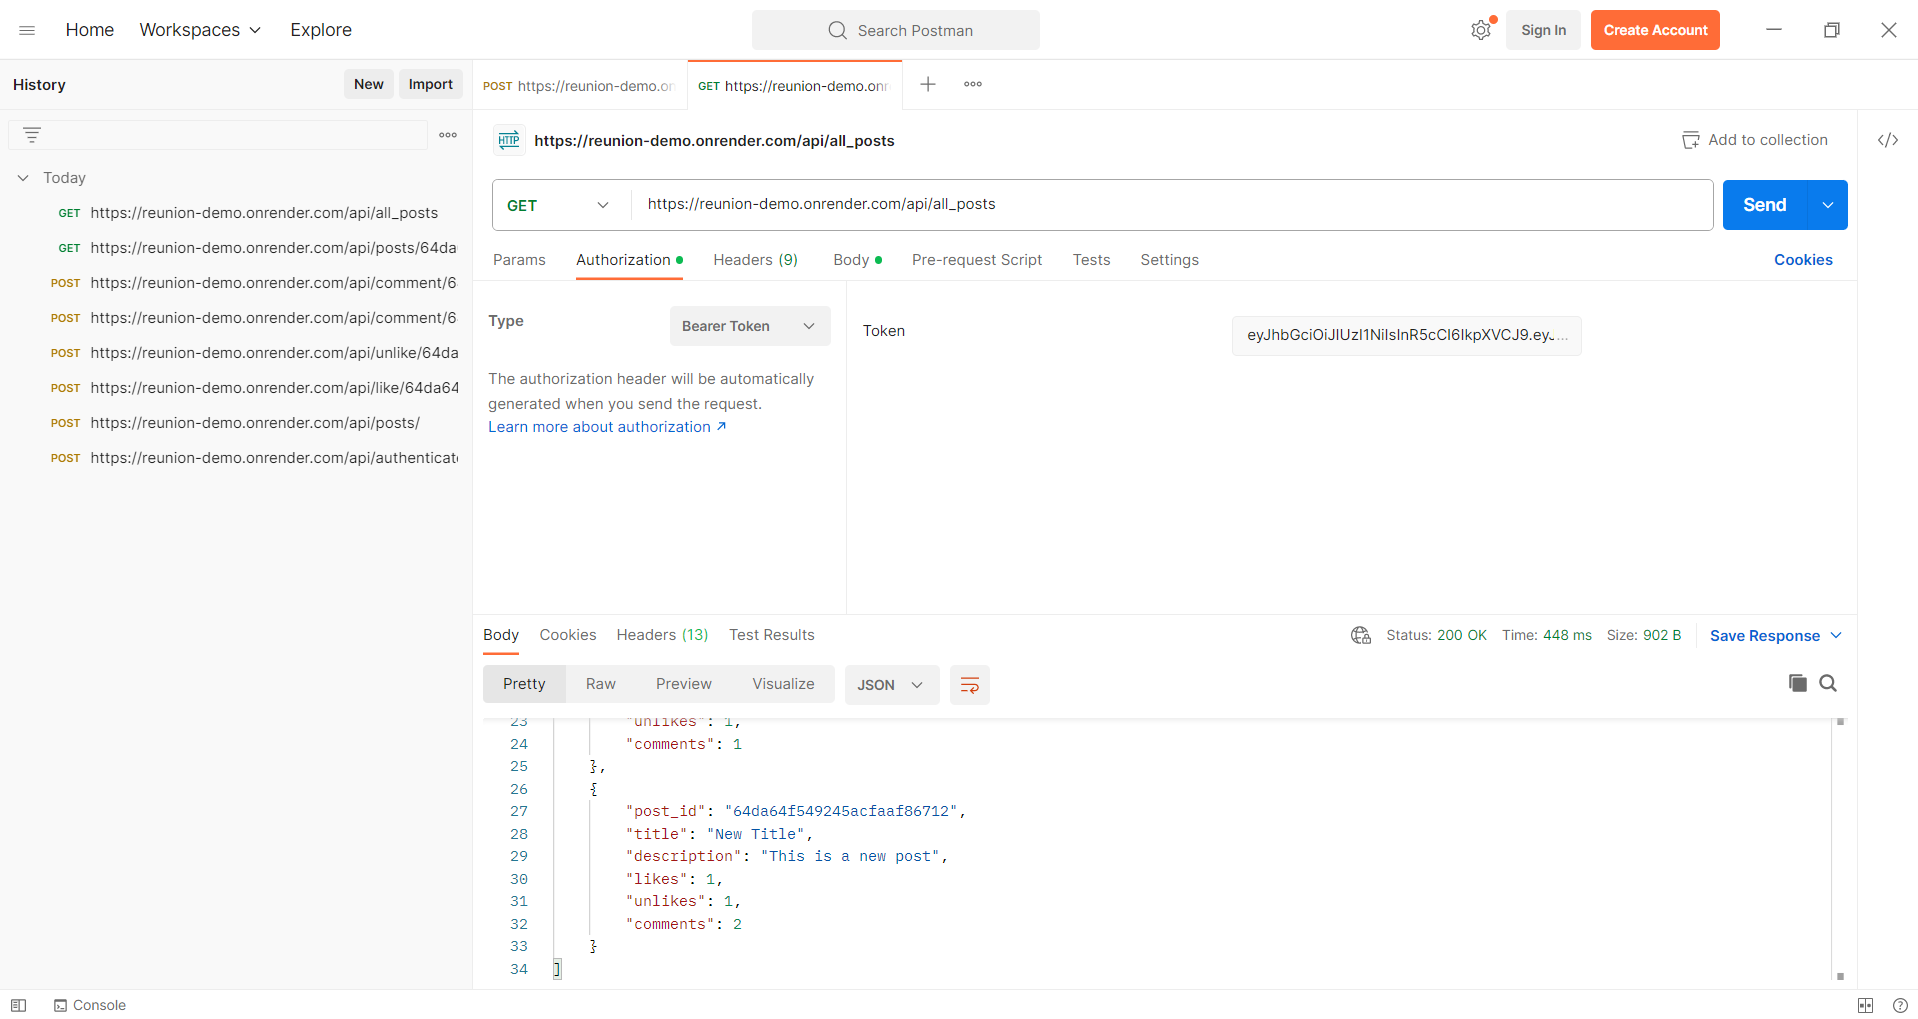 Home Workspaces Explore Search Postman Sign In Create Account
History New Import
POST https://reunion-demo.on GET https://reunion-demo.onr
https://reunion-demo.onrender.com/api/all_posts Add to collection
Today
GET https://reunion-demo.onrender.com/api/all_posts
GET https://reunion-demo.onrender.com/api/posts/64da
POST https://reunion-demo.onrender.com/api/comment/6
POST https://reunion-demo.onrender.com/api/comment/6
POST https://reunion-demo.onrender.com/api/unlike/64da
POST https://reunion-demo.onrender.com/api/like/64da64
POST https://reunion-demo.onrender.com/api/posts/
POST https://reunion-demo.onrender.com/api/authenticate
HTTP
GET https://reunion-demo.onrender.com/api/all_posts Send
Params Authorization Headers (9) Body Pre-request Script Tests Settings Cookies
Type Bearer Token
The authorization header will be automatically
generated when you send the request.
Learn more about authorization ↗
Token eyJhbGciOiJIUzI1NiIsInR5cCI6IkpXVCJ9.eyJ...
Body Cookies Headers (13) Test Results Status: 200 OK Time: 448 ms Size: 902 B Save Response
Pretty Raw Preview Visualize JSON
23 "unlikes": 1,
24 "comments": 1
25 },
26 {
27 "post_id": "64da64f549245acfaaf86712",
28 "title": "New Title",
29 "description": "This is a new post",
30 "likes": 1,
31 "unlikes": 1,
32 "comments": 2
33 }
34 ]
Console